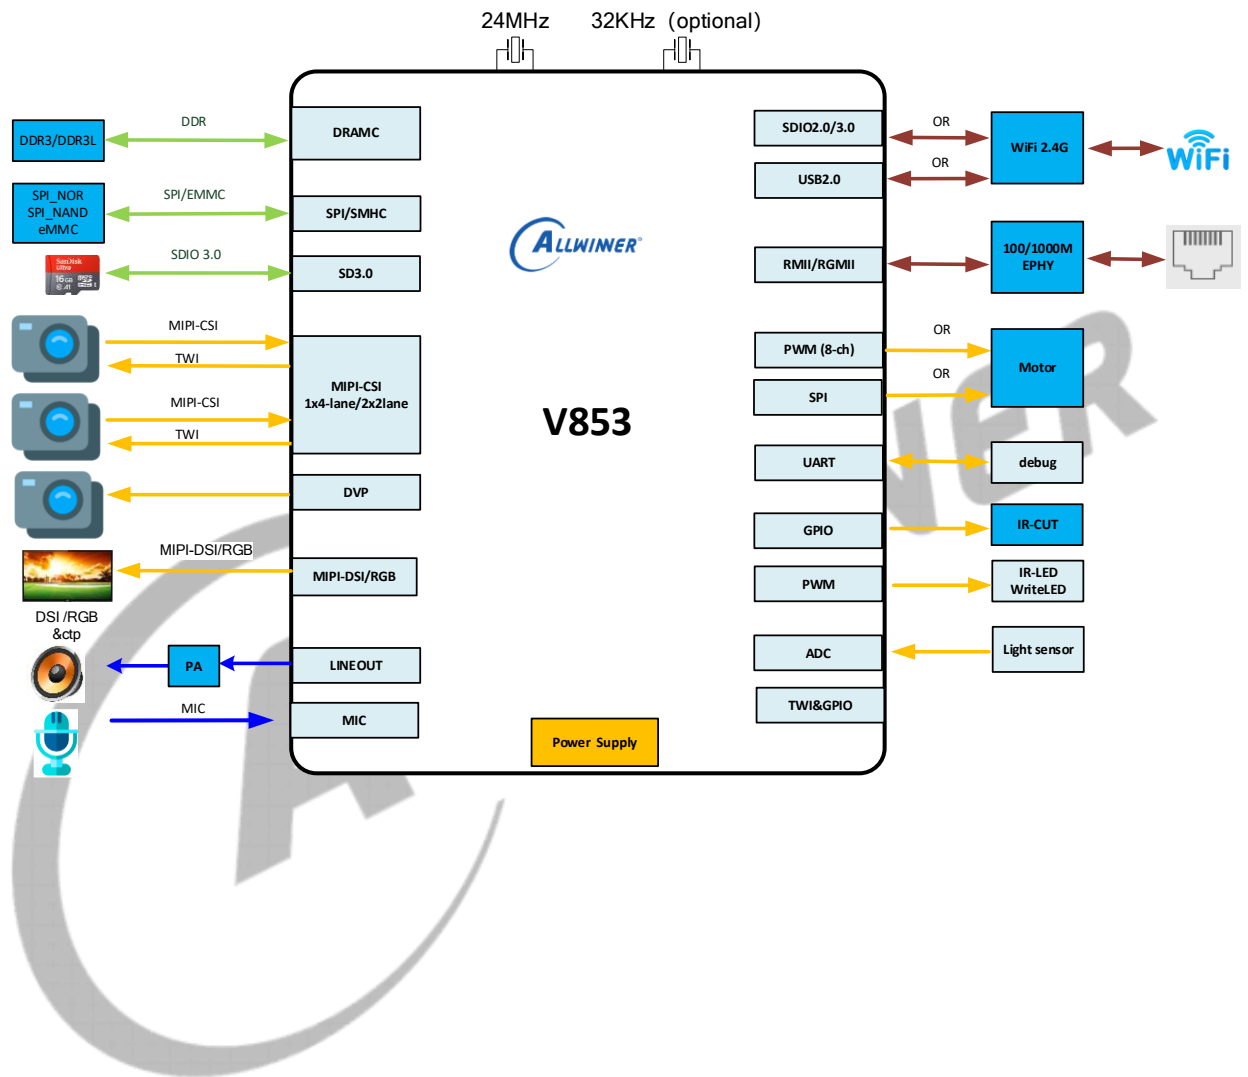 24MHz
32KHz (optional)
DDR3/DDR3L
DDR
DRAMC
SPI_NOR
SPI_NAND
eMMC
SPI/EMMC
SPI/SMHC
SanDisk
Ultra
16GB
A1
SDIO 3.0
SD3.0
MIPI-CSI
TWI
MIPI-CSI
TWI
MIPI-CSI
1x4-lane/2x2lane
DVP
MIPI-DSI/RGB
MIPI-DSI/RGB
DSI /RGB
&ctp
PA
LINEOUT
MIC
MIC
ALLWINNER®
V853
Power Supply
SDIO2.0/3.0
OR
USB2.0
OR
WiFi 2.4G
WiFi
RMII/RGMII
100/1000M
EPHY
PWM (8-ch)
OR
SPI
OR
Motor
UART
debug
GPIO
IR-CUT
PWM
IR-LED
WriteLED
ADC
Light sensor
TWI&GPIO